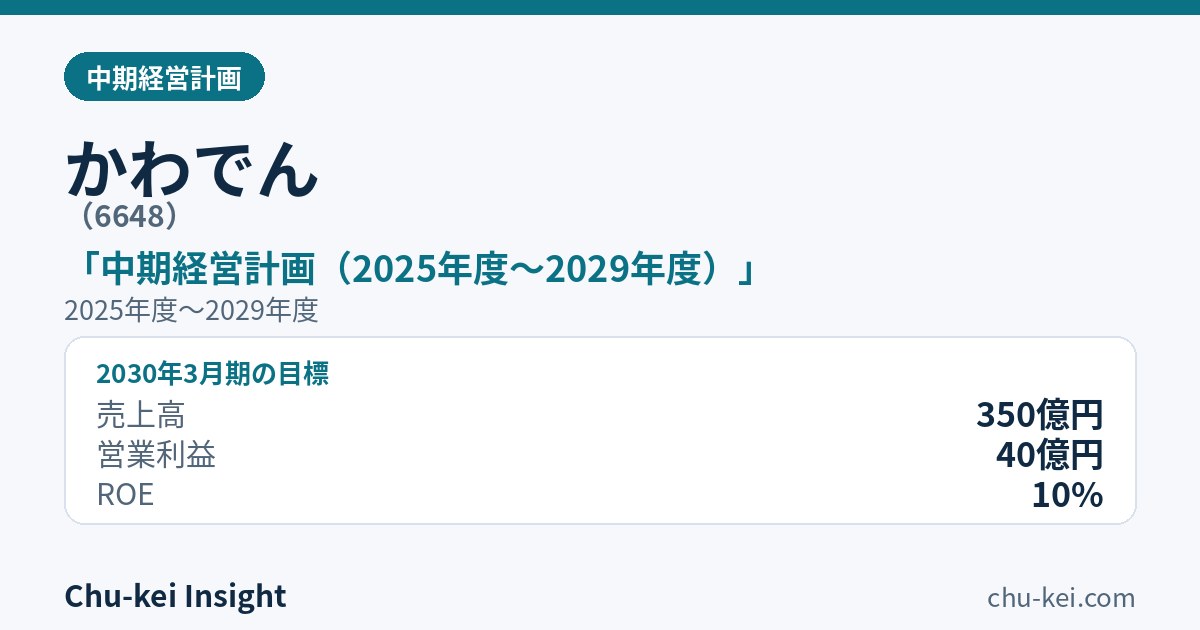 中期経営計画
かわでん
（6648）
「中期経営計画（2025年度～2029年度）」
2025年度～2029年度
2030年3月期の目標
売上高 350億円
営業利益 40億円
ROE 10%
Chu-kei Insight chu-kei.com